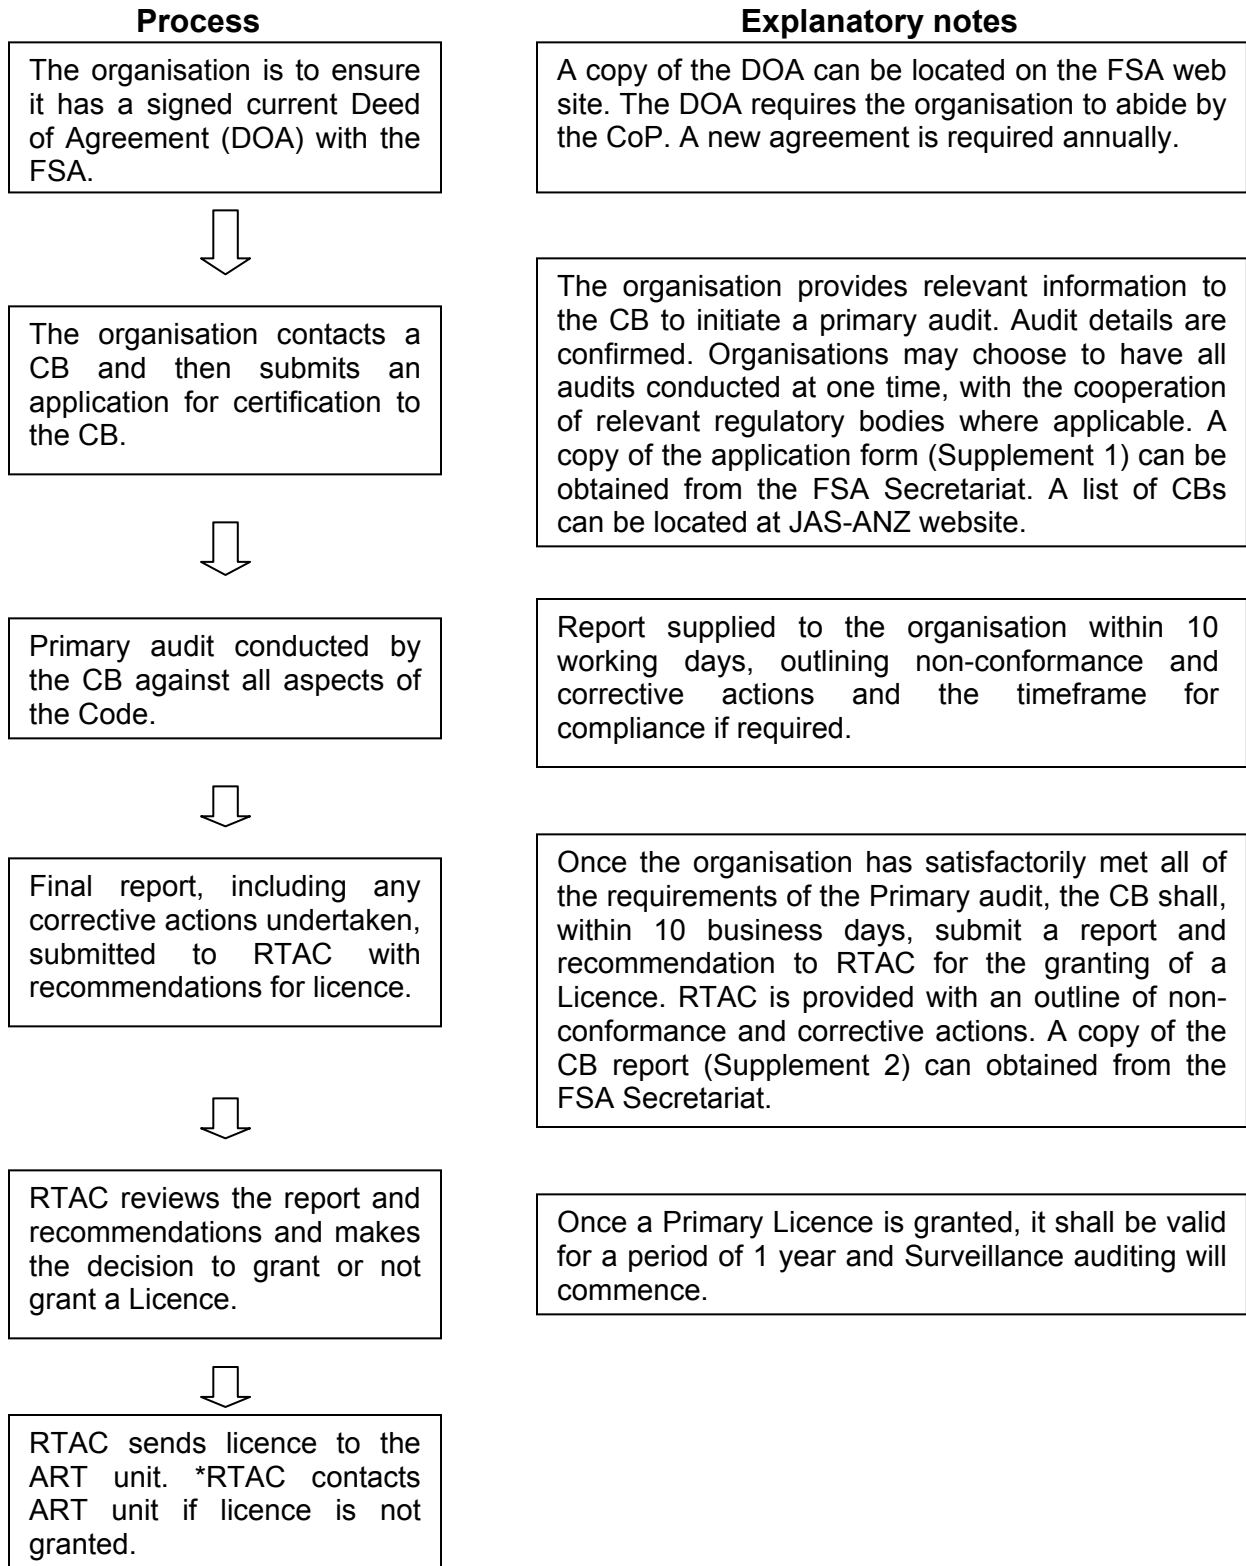 Process
Explanatory notes
The organisation is to ensure
it has a signed current Deed
of Agreement (DOA) with the
FSA.
A copy of the DOA can be located on the FSA web
site. The DOA requires the organisation to abide by
the CoP. A new agreement is required annually.
The organisation contacts a
CB and then submits an
application for certification to
the CB.
The organisation provides relevant information to
the CB to initiate a primary audit. Audit details are
confirmed. Organisations may choose to have all
audits conducted at one time, with the cooperation
of relevant regulatory bodies where applicable. A
copy of the application form (Supplement 1) can be
obtained from the FSA Secretariat. A list of CBs
can be located at JAS-ANZ website.
Primary audit conducted by
the CB against all aspects of
the Code.
Report supplied to the organisation within 10
working days, outlining non-conformance and
corrective actions and the timeframe for
compliance if required.
Final report, including any
corrective actions undertaken,
submitted to RTAC with
recommendations for licence.
Once the organisation has satisfactorily met all of
the requirements of the Primary audit, the CB shall,
within 10 business days, submit a report and
recommendation to RTAC for the granting of a
Licence. RTAC is provided with an outline of non-
conformance and corrective actions. A copy of the
CB report (Supplement 2) can obtained from the
FSA Secretariat.
RTAC reviews the report and
recommendations and makes
the decision to grant or not
grant a Licence.
Once a Primary Licence is granted, it shall be valid
for a period of 1 year and Surveillance auditing will
commence.
RTAC sends licence to the
ART unit. *RTAC contacts
ART unit if licence is not
granted.